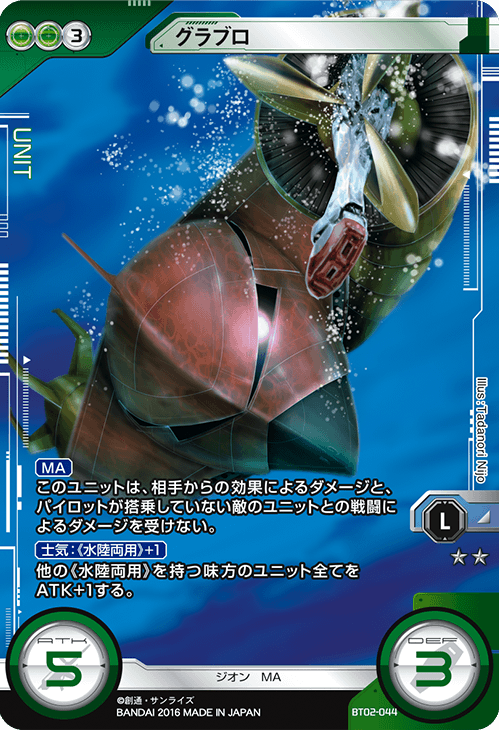 3
グラブロ
UNIT
Illus: Tadanori Nijo
MA
このユニットは、相手からの効果によるダメージと、
パイロットが搭乗していない敵のユニットとの戦闘に
よるダメージを受けない。
士気:《水陸両用》+1
他の《水陸両用》を持つ味方のユニット全てを
ATK+1する。
L
ATK
5
DEF
3
ジオン MA
©創通・サンライズ
BANDAI 2016 MADE IN JAPAN
BT02-044